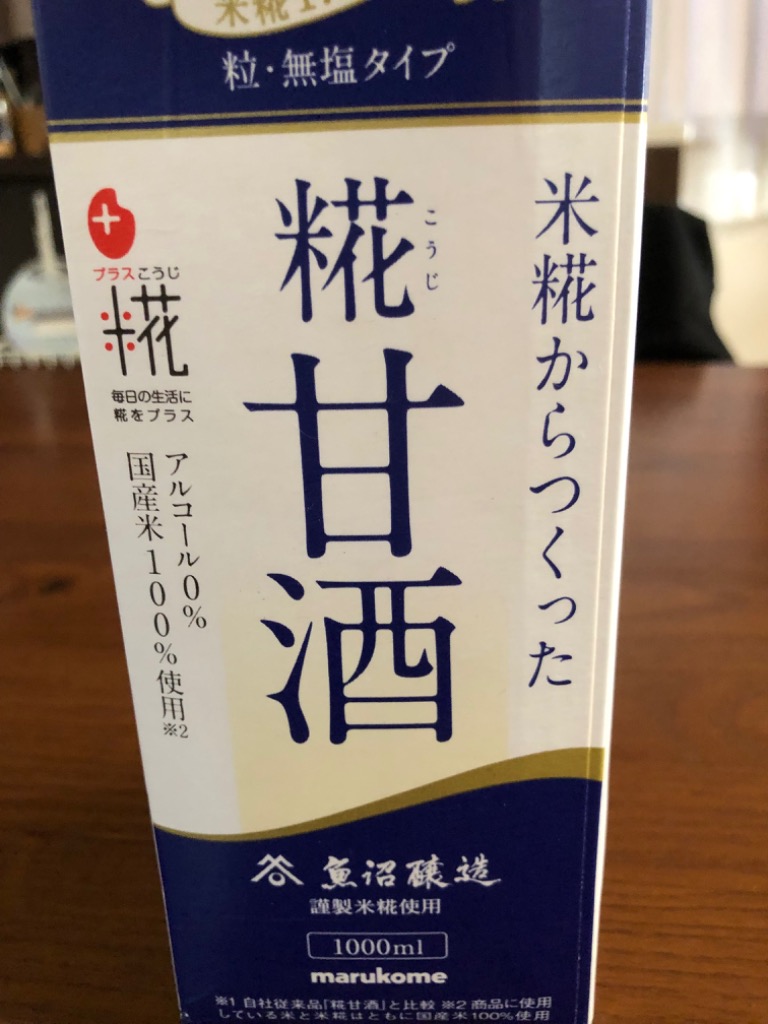 米糀
粒・無塩タイプ
米糀からつくった
糀甘酒
こうじ
プラスこうじ
糀
毎日の生活に
糀をプラス
アルコール0%
国産米100%使用※2
魚沼醸造
謹製米糀使用
1000ml
marukome
※1 自社従来品「糀甘酒」と比較 ※2 商品に使用
している米と米糀はともに国産米100%使用